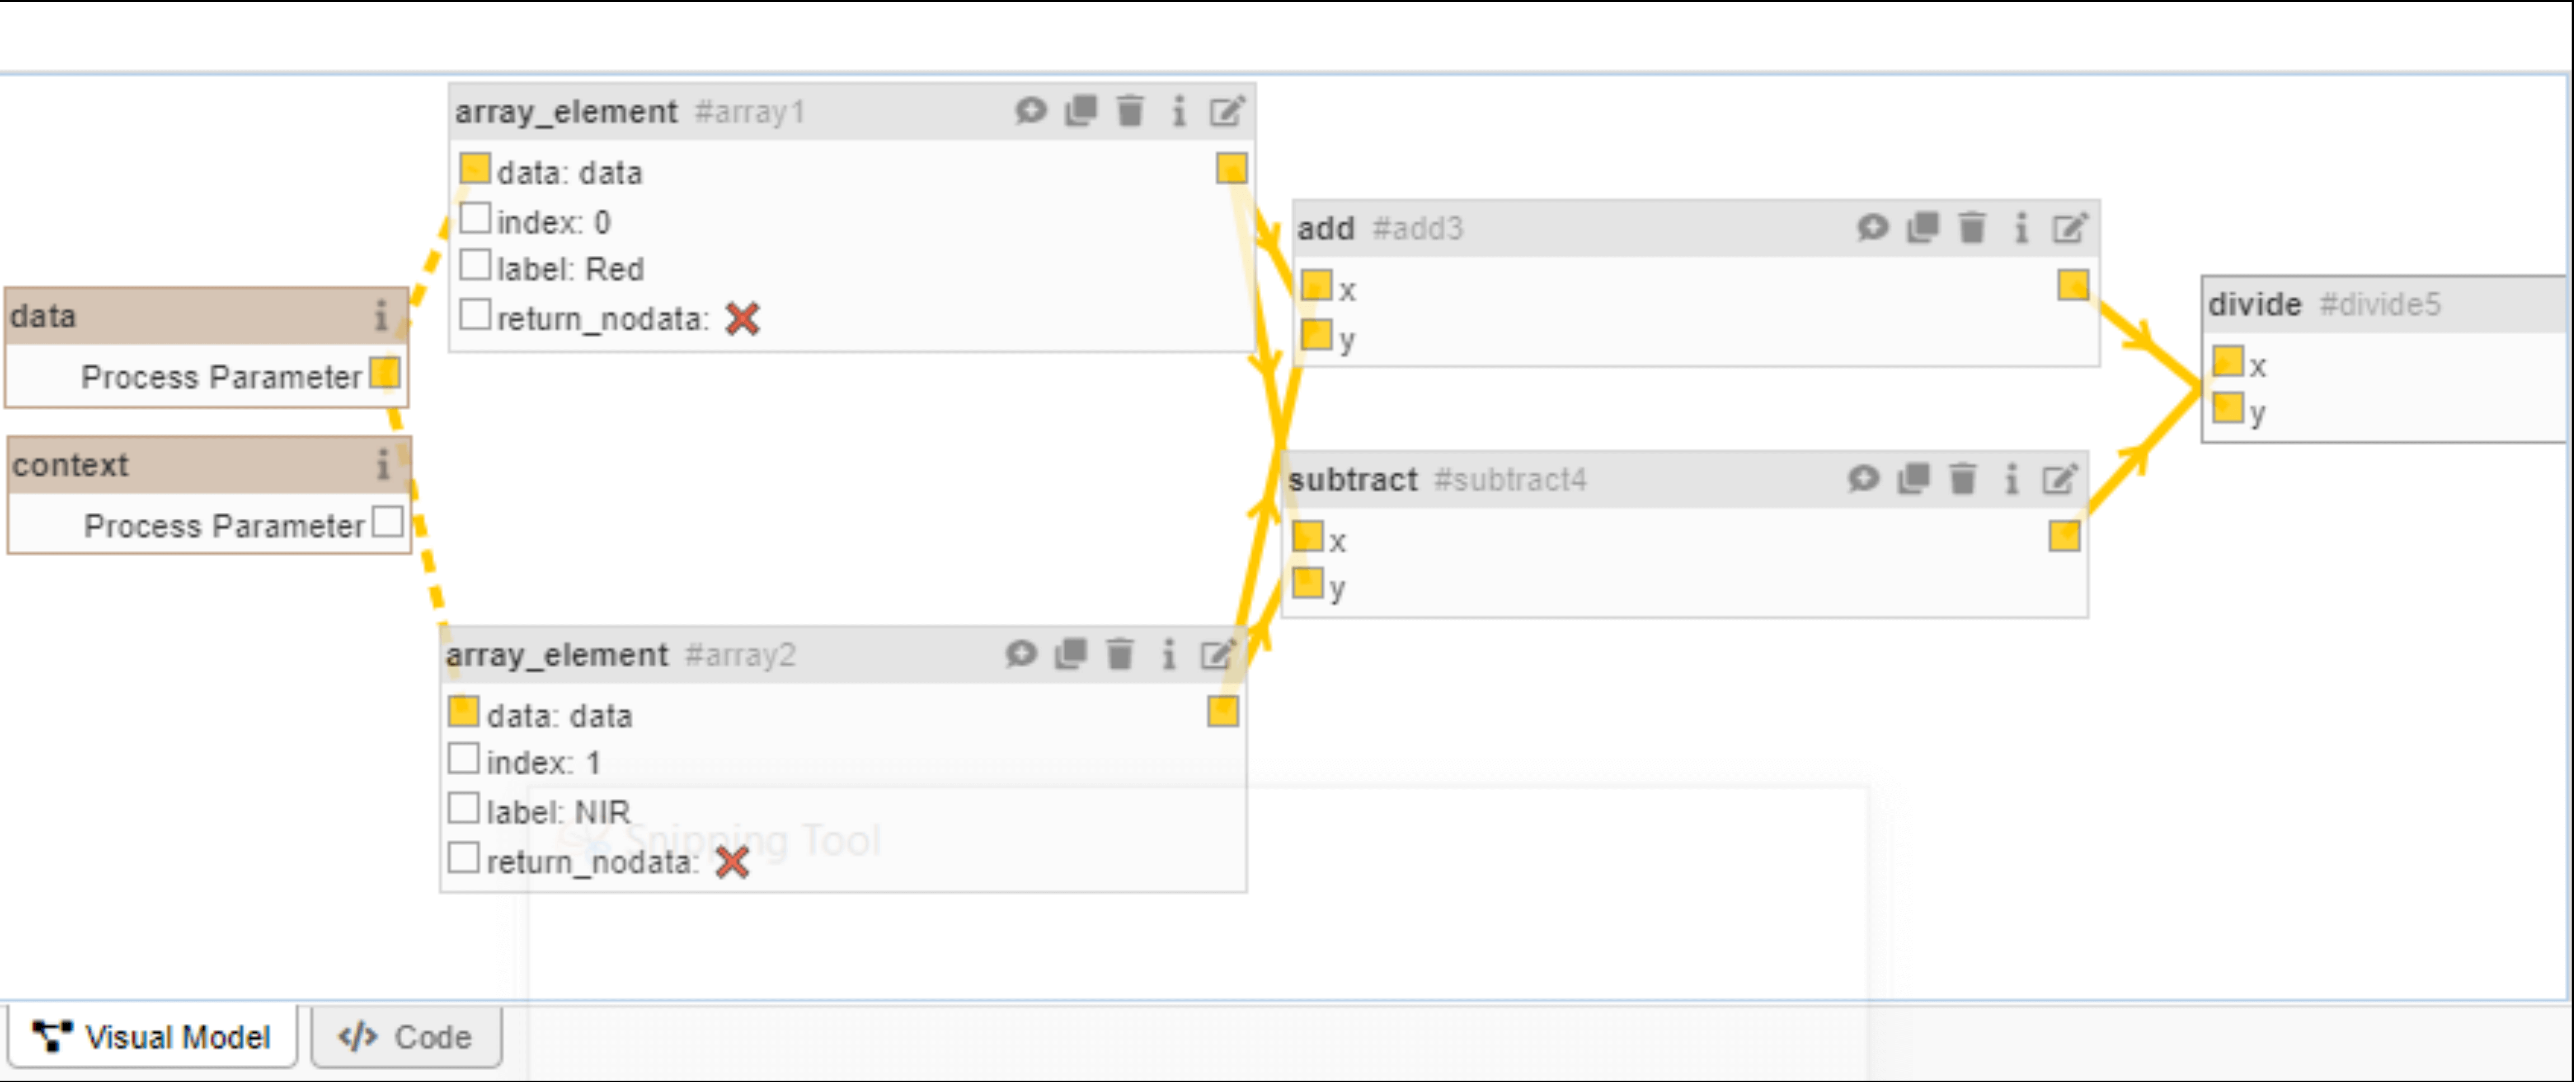 array_element #array1
data: data
index: 0
label: Red
return_nodata:
data
Process Parameter
context
Process Parameter
add #add3
x
y
divide #divide5
x
y
subtract #subtract4
x
y
array_element #array2
data: data
index: 1
label: NIR
return_nodata:
Snipping Tool
Visual Model
</> Code